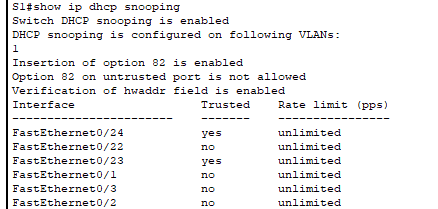 S1#show ip dhcp snooping
Switch DHCP snooping is enabled
DHCP snooping is configured on following VLANs:
1
Insertion of option 82 is enabled
Option 82 on untrusted port is not allowed
Verification of hwaddr field is enabled
Interface Trusted Rate limit (pps)
----------------------- ------- ----------------
FastEthernet0/24 yes unlimited
FastEthernet0/22 no unlimited
FastEthernet0/23 yes unlimited
FastEthernet0/1 no unlimited
FastEthernet0/3 no unlimited
FastEthernet0/2 no unlimited